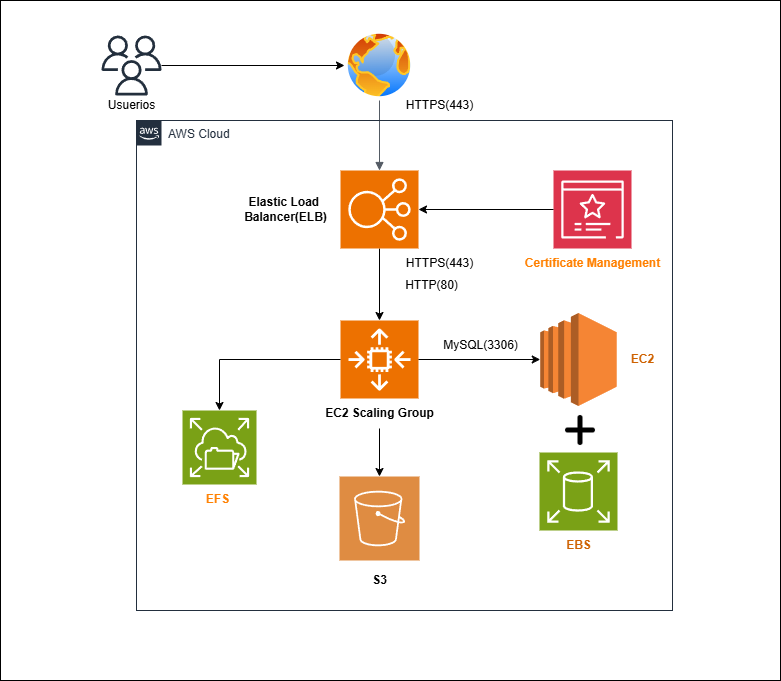 Usuerios
HTTPS(443)
aws
AWS Cloud
Elastic Load
Balancer(ELB)
Certificate Management
HTTPS(443)
HTTP(80)
MySQL(3306)
EC2
EC2 Scaling Group
EFS
EBS
S3